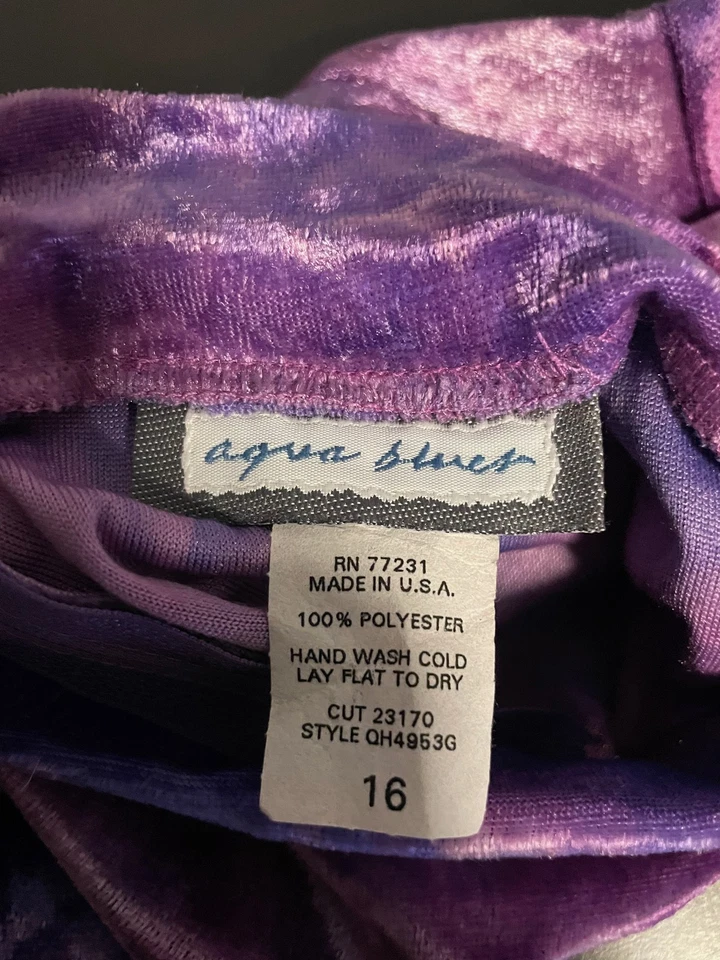 aqua blues
RN 77231
MADE IN U.S.A.
100% POLYESTER
HAND WASH COLD
LAY FLAT TO DRY
CUT 23170
STYLE QH4953G
16